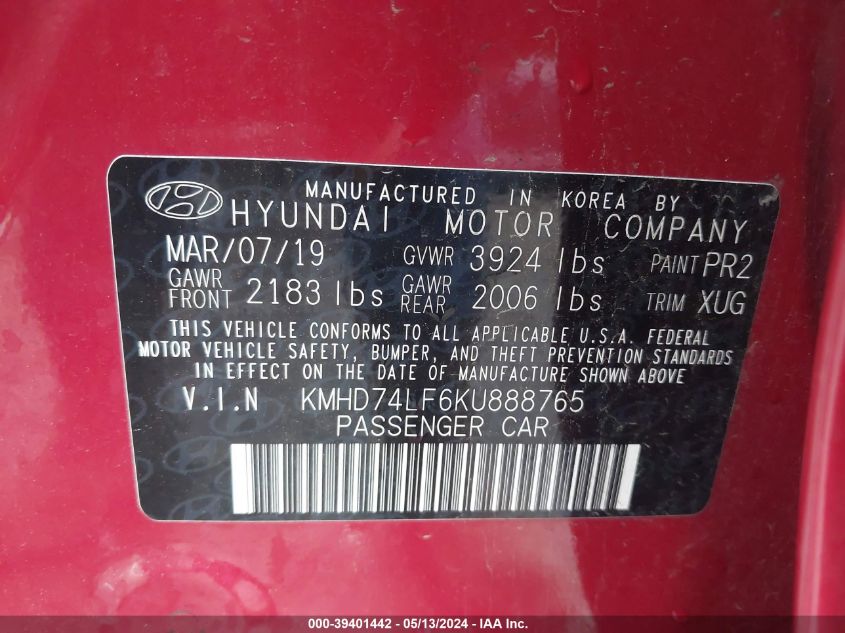 MANUFACTURED IN KOREA BY
HYUNDAI MOTOR COMPANY
MAR/07/19 GVWR 3924 lbs PAINT PR2
GAWR FRONT 2183 lbs GAWR REAR 2006 lbs TRIM XUG
THIS VEHICLE CONFORMS TO ALL APPLICABLE U.S.A. FEDERAL
MOTOR VEHICLE SAFETY, BUMPER, AND THEFT PREVENTION STANDARDS
IN EFFECT ON THE DATE OF MANUFACTURE SHOWN ABOVE
V.I.N KMHD74LF6KU888765
PASSENGER CAR
000-39401442 - 05/13/2024 - IAA Inc.